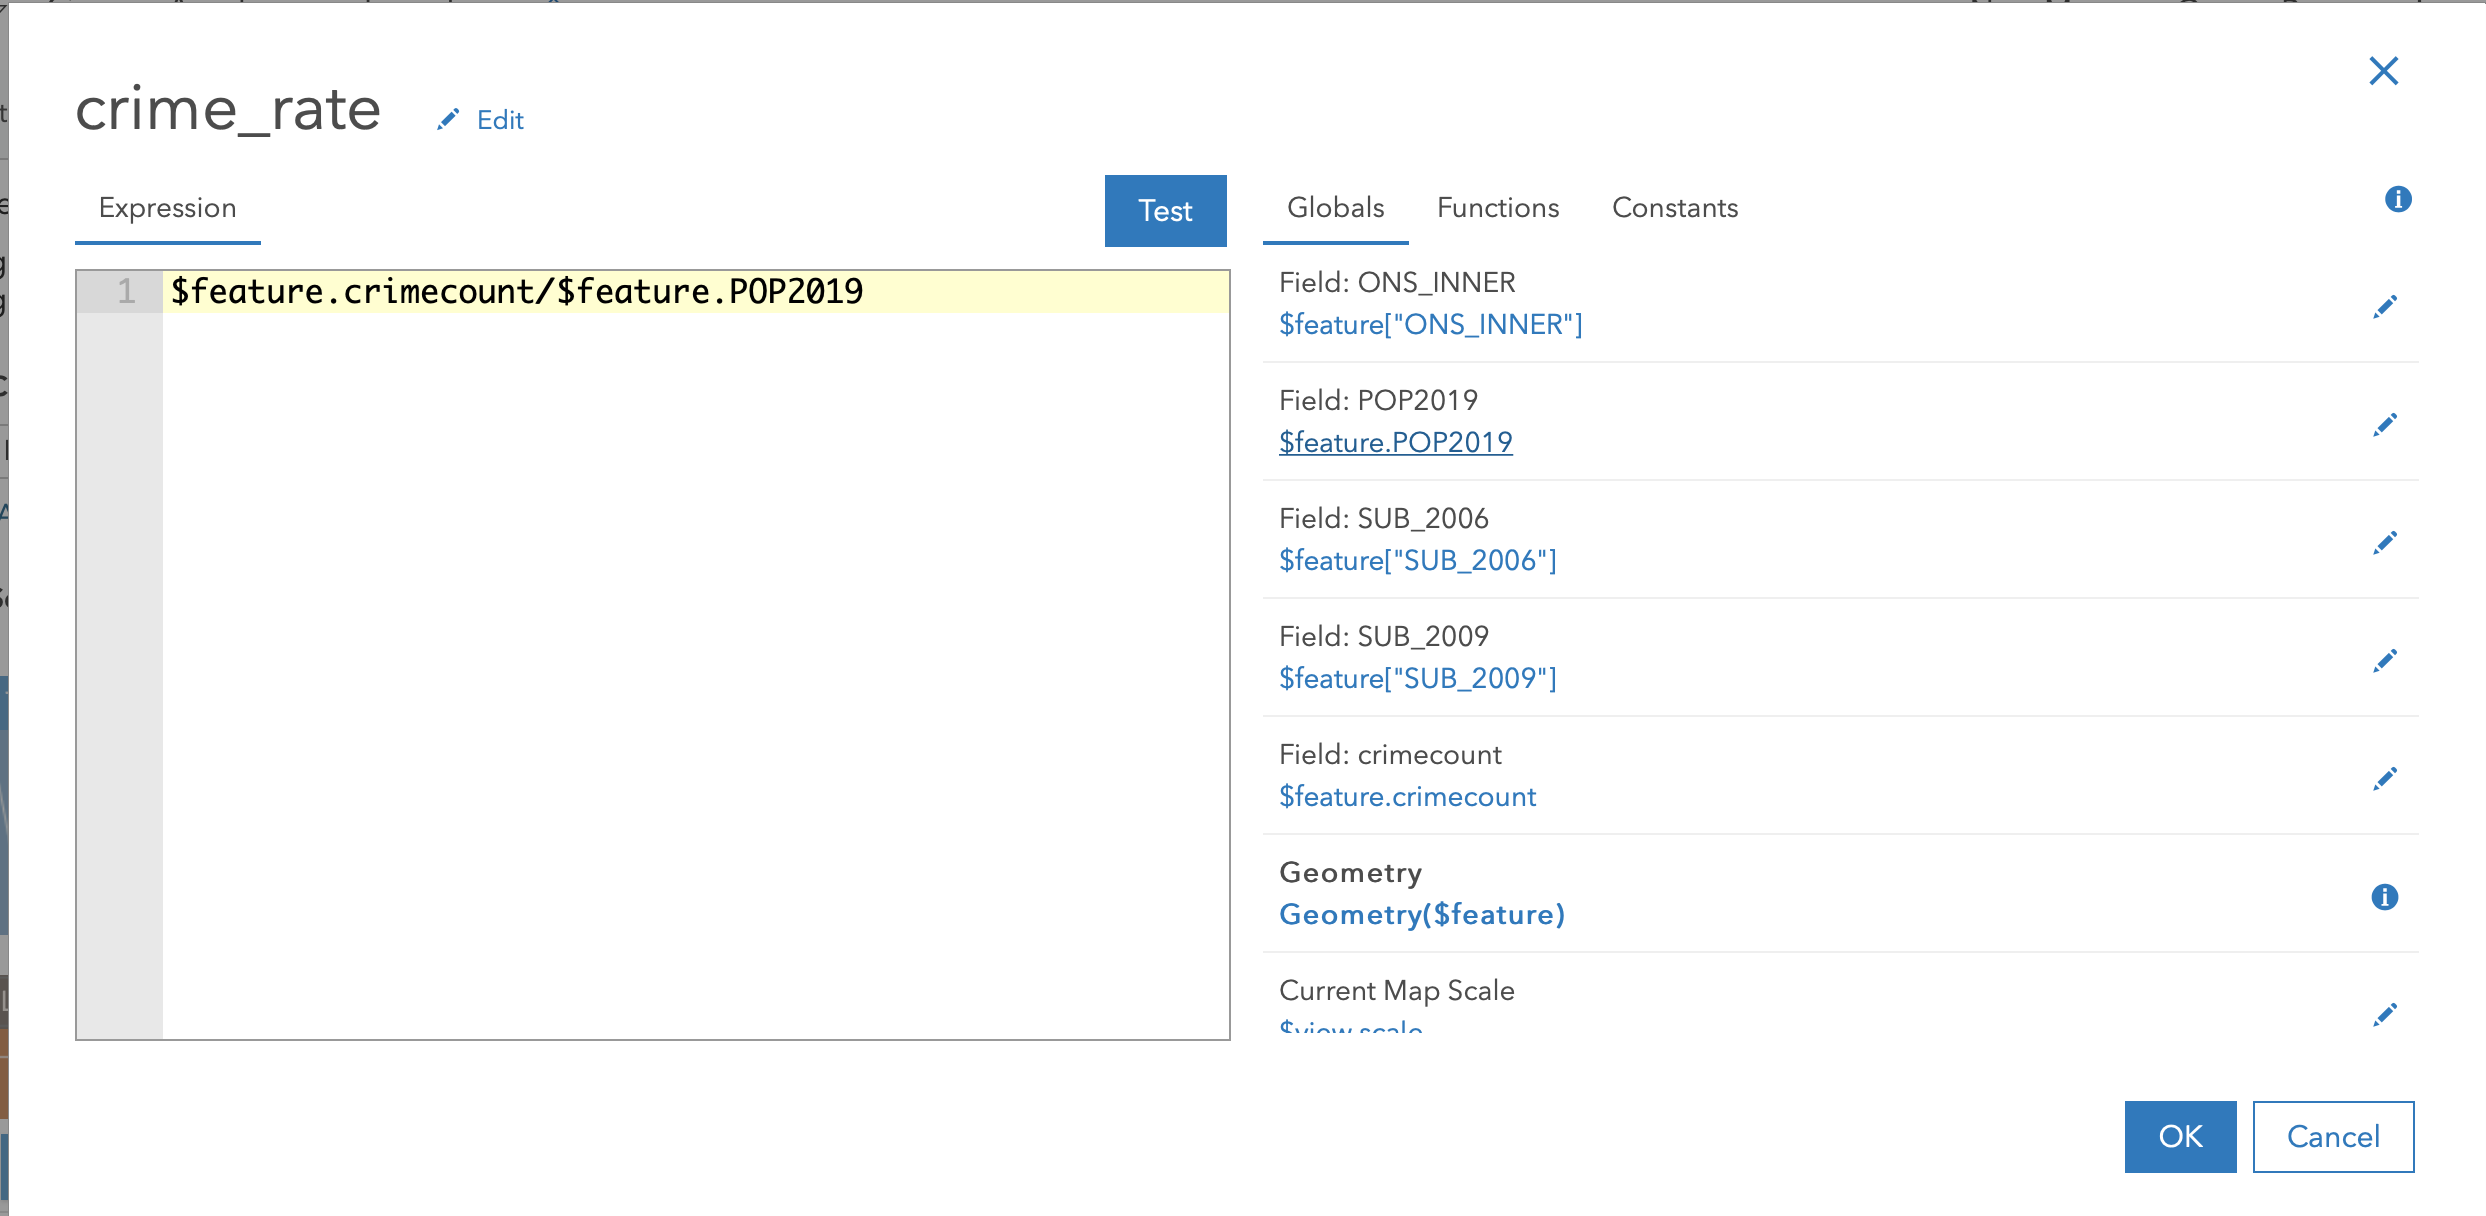 crime_rate
Edit
Expression
Test
1 $feature.crimecount/$feature.POP2019
Globals Functions Constants
Field: ONS_INNER
$feature["ONS_INNER"]
Field: POP2019
$feature.POP2019
Field: SUB_2006
$feature["SUB_2006"]
Field: SUB_2009
$feature["SUB_2009"]
Field: crimecount
$feature.crimecount
Geometry
Geometry($feature)
Current Map Scale
$view.scale
OK Cancel